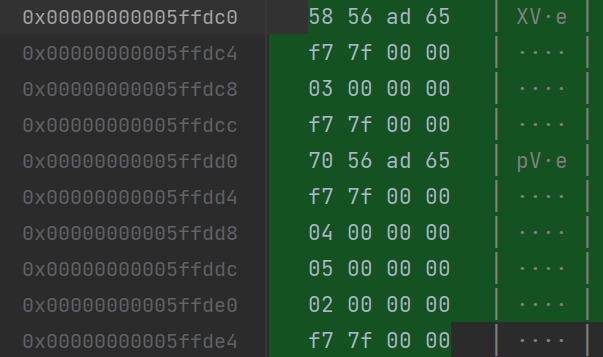 0x00000000005ffdc0 58 56 ad 65 | XV·e |
0x00000000005ffdc4 f7 7f 00 00 | ···· |
0x00000000005ffdc8 03 00 00 00 | ···· |
0x00000000005ffdcc f7 7f 00 00 | ···· |
0x00000000005ffdd0 70 56 ad 65 | pV·e |
0x00000000005ffdd4 f7 7f 00 00 | ···· |
0x00000000005ffdd8 04 00 00 00 | ···· |
0x00000000005ffddc 05 00 00 00 | ···· |
0x00000000005ffde0 02 00 00 00 | ···· |
0x00000000005ffde4 f7 7f 00 00 | ···· |